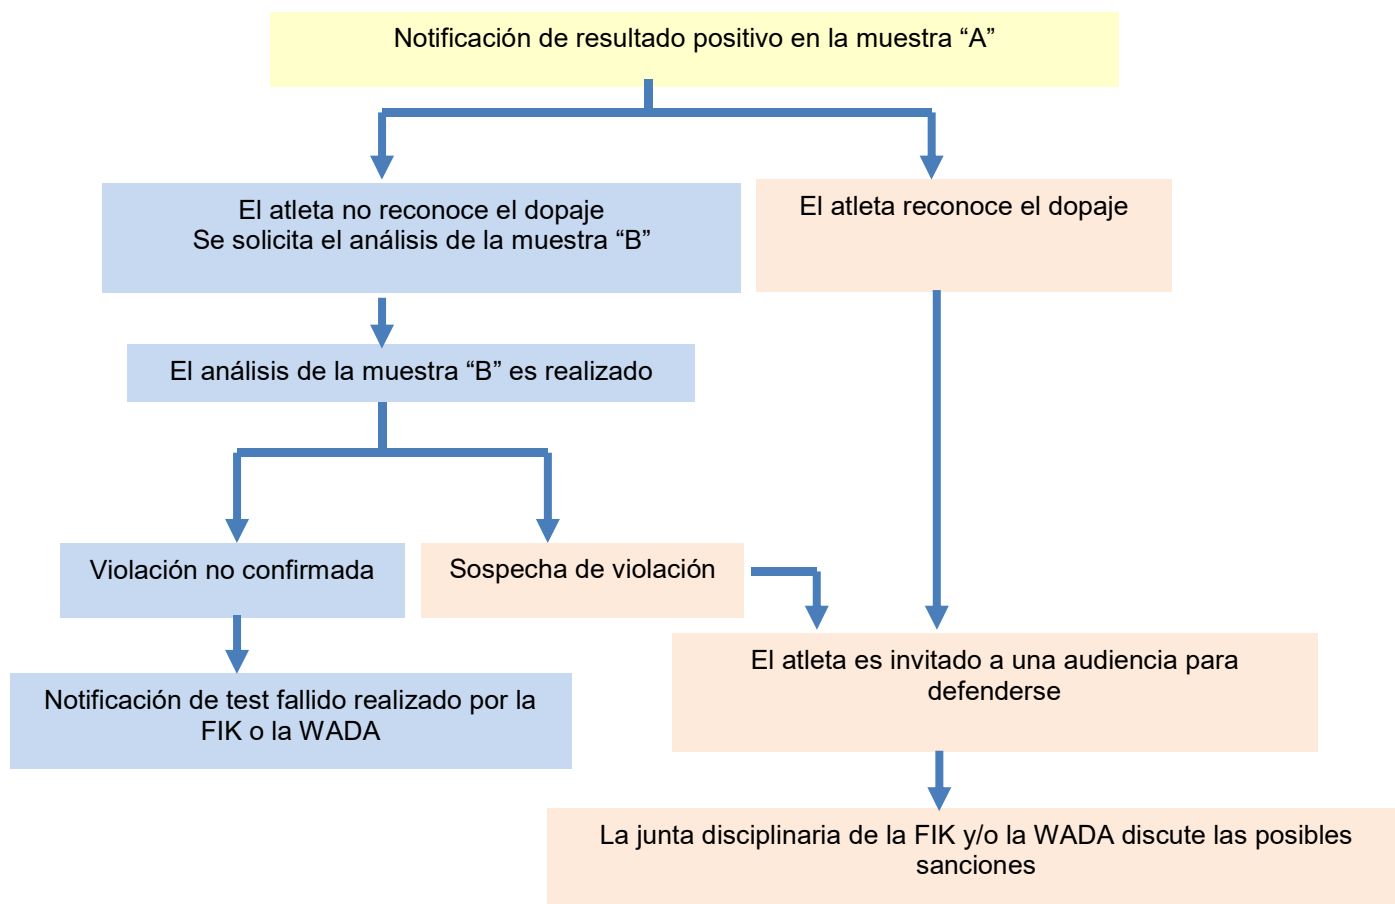 Notificación de resultado positivo en la muestra “A”
El atleta no reconoce el dopaje
Se solicita el análisis de la muestra “B”
El atleta reconoce el dopaje
El análisis de la muestra “B” es realizado
Violación no confirmada
Sospecha de violación
El atleta es invitado a una audiencia para
defenderse
Notificación de test fallido realizado por la
FIK o la WADA
La junta disciplinaria de la FIK y/o la WADA discute las posibles
sanciones